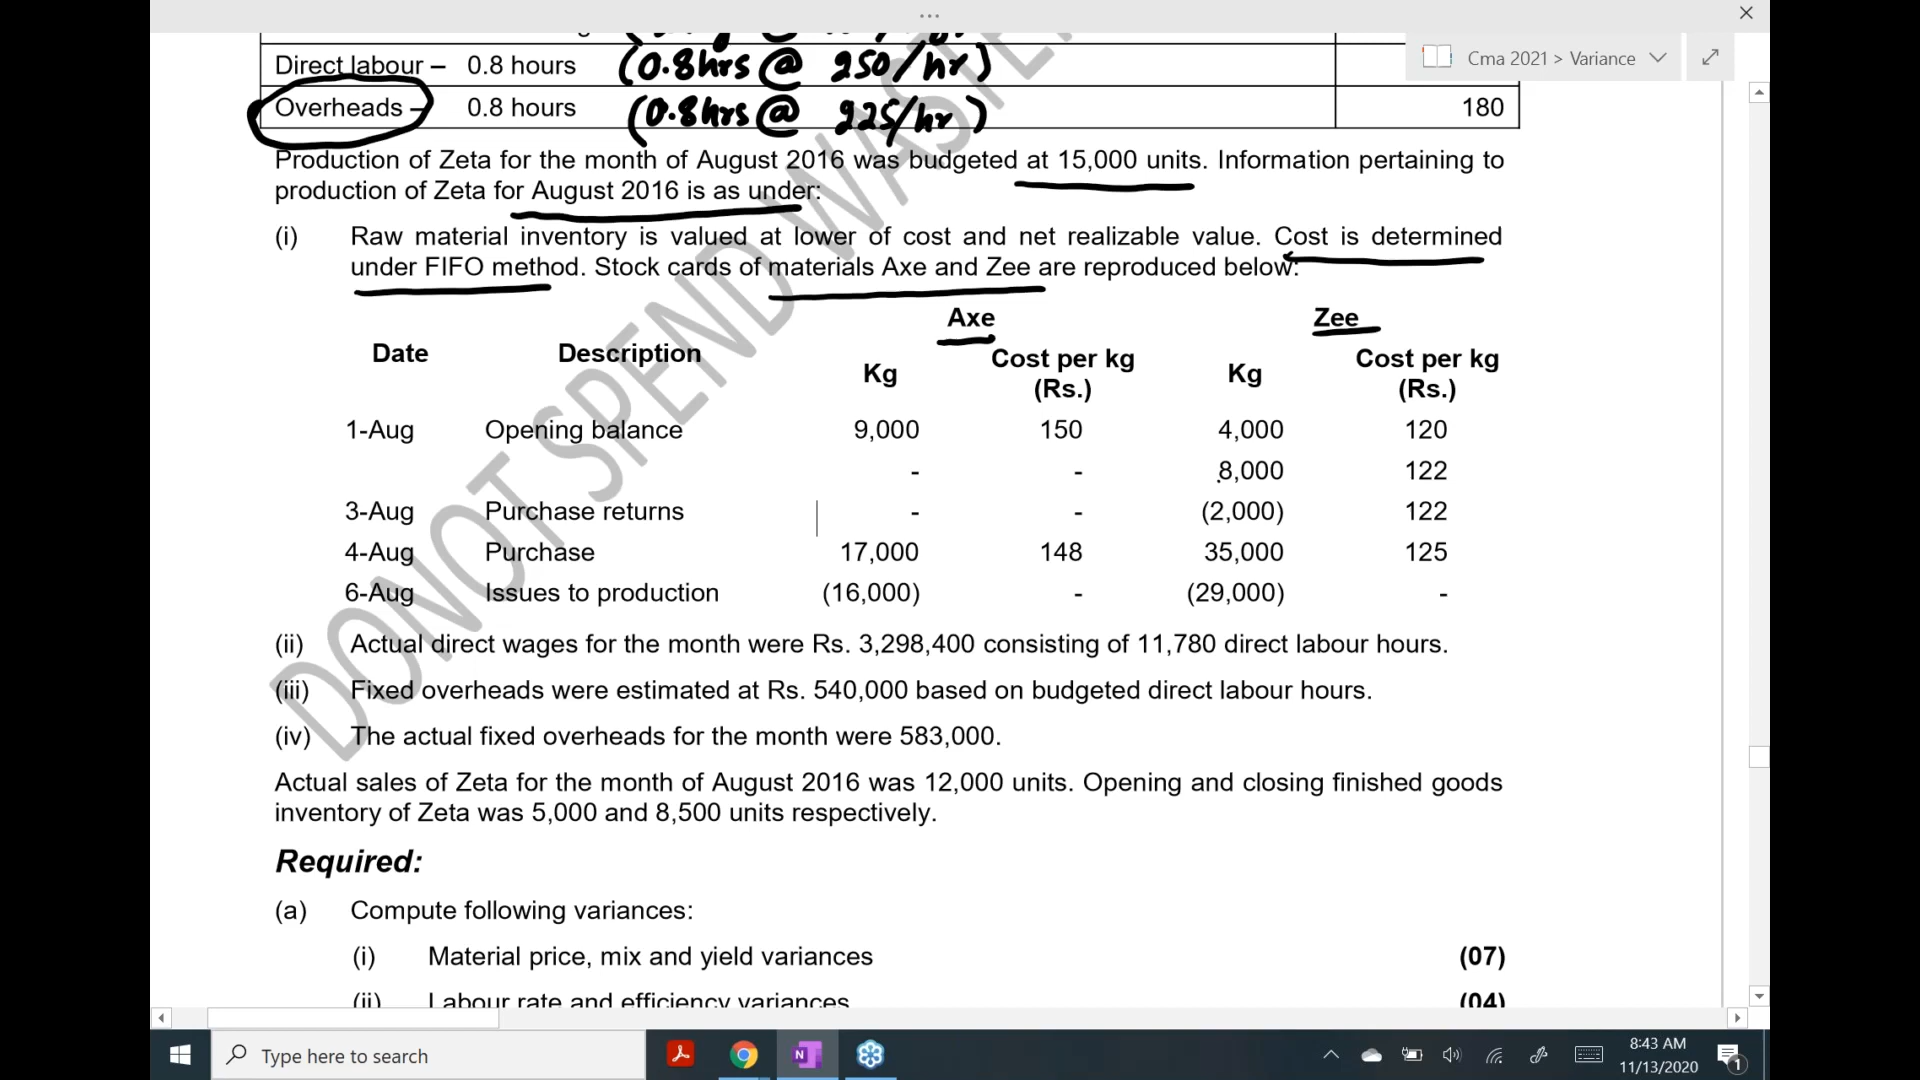 Cma 2021 > Variance
Direct labour – 0.8 hours (0.8hrs @ 250/hr)
Overheads – 0.8 hours (0.8hrs @ 225/hr) 180
Production of Zeta for the month of August 2016 was budgeted at 15,000 units. Information pertaining to
production of Zeta for August 2016 is as under:
(i) Raw material inventory is valued at lower of cost and net realizable value. Cost is determined
under FIFO method. Stock cards of materials Axe and Zee are reproduced below:
Axe Zee
Date Description Kg Cost per kg (Rs.) Kg Cost per kg (Rs.)
1-Aug Opening balance 9,000 150 4,000 120
- - 8,000 122
3-Aug Purchase returns - - (2,000) 122
4-Aug Purchase 17,000 148 35,000 125
6-Aug Issues to production (16,000) - (29,000) -
(ii) Actual direct wages for the month were Rs. 3,298,400 consisting of 11,780 direct labour hours.
(iii) Fixed overheads were estimated at Rs. 540,000 based on budgeted direct labour hours.
(iv) The actual fixed overheads for the month were 583,000.
Actual sales of Zeta for the month of August 2016 was 12,000 units. Opening and closing finished goods
inventory of Zeta was 5,000 and 8,500 units respectively.
Required:
(a) Compute following variances:
(i) Material price, mix and yield variances (07)
(ii) Labour rate and efficiency variances (04)
DONOT SPEND
Type here to search
8:43 AM
11/13/2020
1